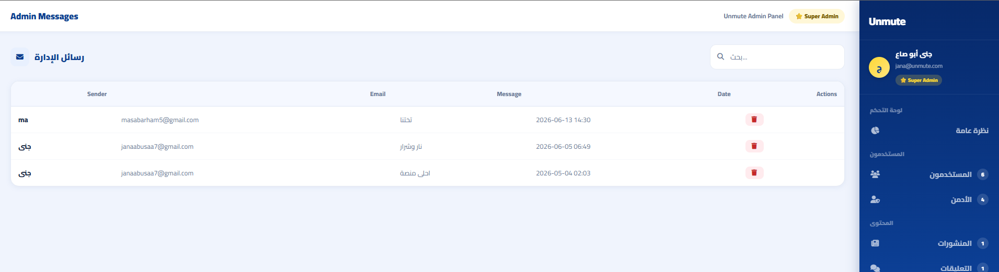 Admin Messages
Unmute Admin Panel
Super Admin
رسائل الإدارة
بحث...
Sender Email Message Date Actions
ma masabarham5@gmail.com تختنا 2026-06-13 14:30
جنى janaabusaa7@gmail.com نار وشرار 2026-06-05 06:49
جنى janaabusaa7@gmail.com احلى منصة 2026-05-04 02:03
Unmute
جنى أبو صاع
ج
jana@unmute.com
Super Admin
لوحة التحكم
نظرة عامة
المستخدمون
المستخدمون 6
الأدمن 4
المحتوى
المنشورات 1
التعليقات 1